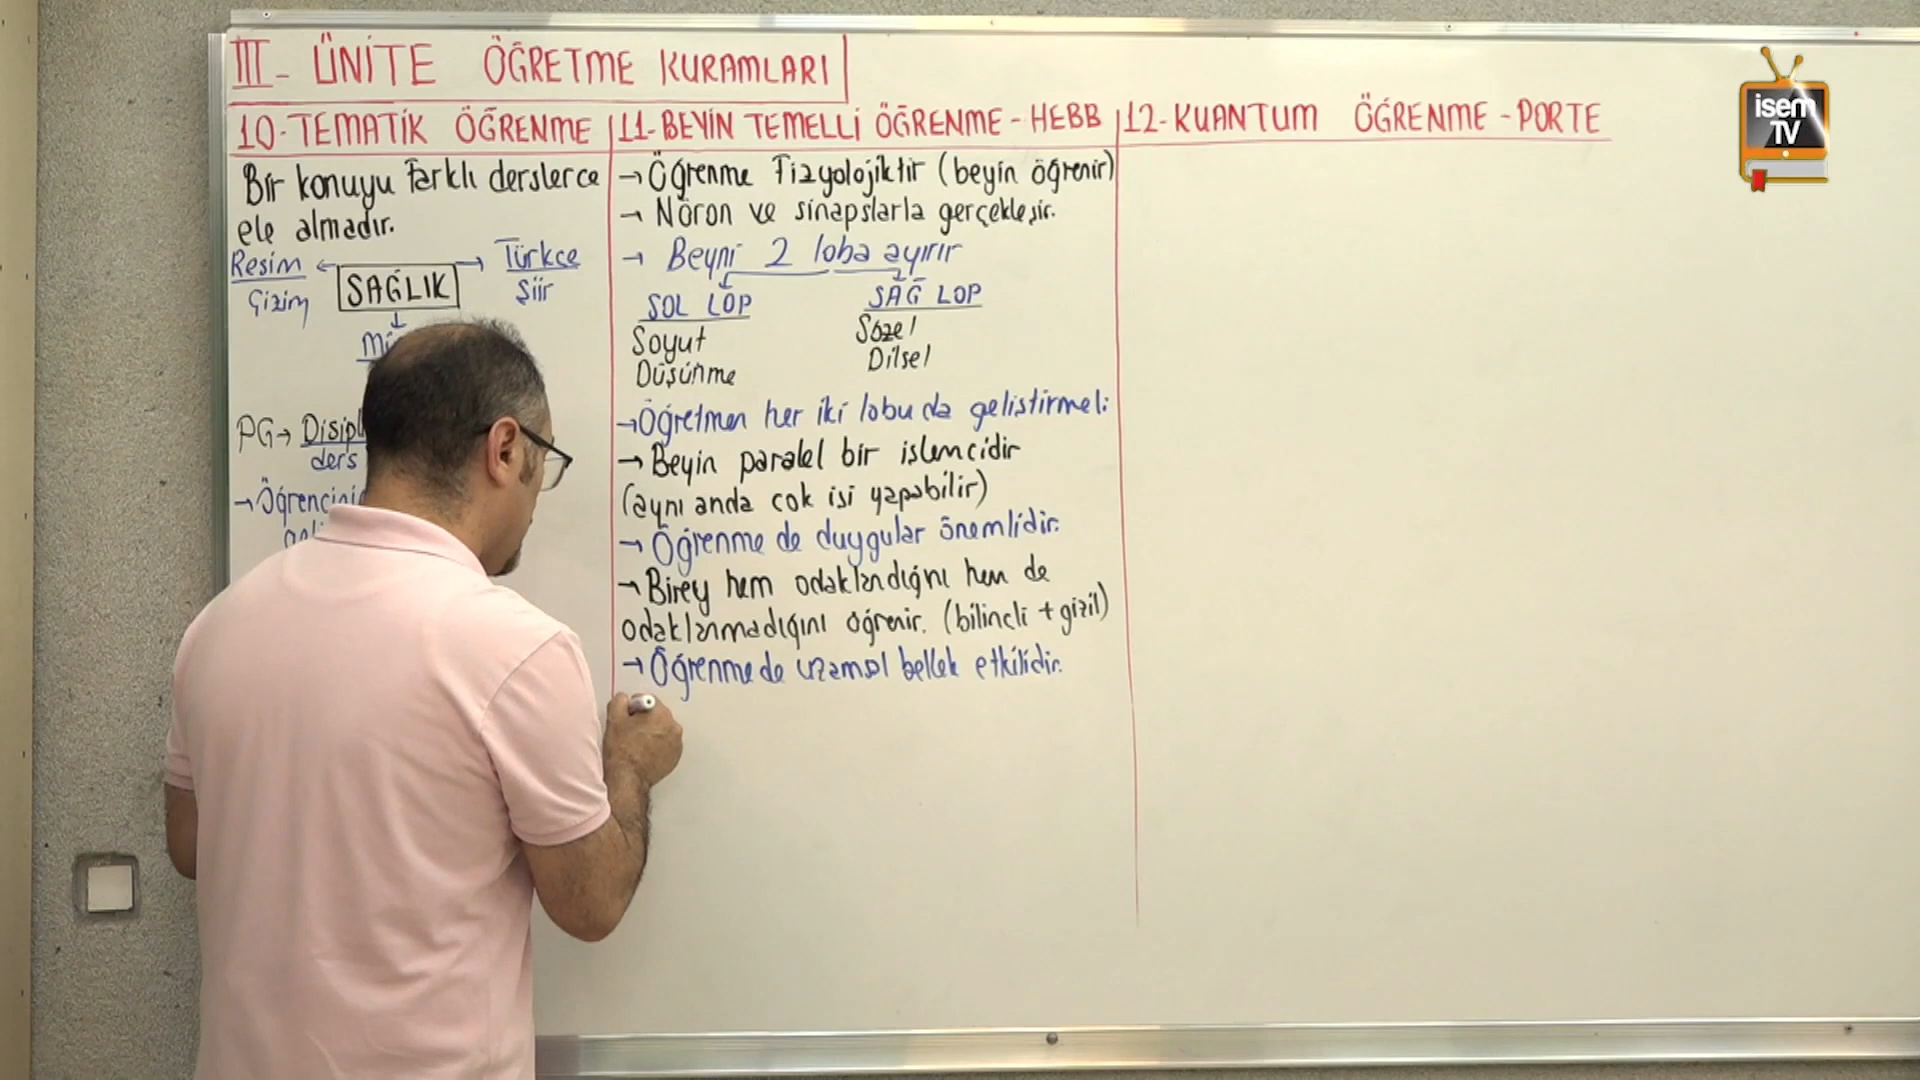 III- ÜNİTE ÖĞRETME KURAMLARI
10-TEMATİK ÖĞRENME
Bir konuyu farklı derslerce
ele almadır.
Resim ← SAĞLIK → Türkçe
Çizim
Şiir
↓
PG→
ders
11-BEYİN TEMELLİ ÖĞRENME-HEBB
→ Öğrenme Fizyolojiktir (beyin öğrenir)
→ Nöron ve sinapslarla gerçekleşir.
→ Beyni 2 loba ayırır
SOL LOP
Soyut
Düşünme
SAĞ LOP
Sözel
Dilsel
→Öğretmen her iki lobu da geliştirmeli
→ Beyin paralel bir işlemcidir
(aynı anda çok işi yapabilir)
→ Öğrenme de duygular önemlidir.
→ Birey hem odaklandığnı hem de
odaklanmadığını öğrenir. (bilinçli + gizil)
→ Öğrenme de uzamsal bellek etkilidir.
12-KUANTUM ÖĞRENME - PORTE
isem
TV